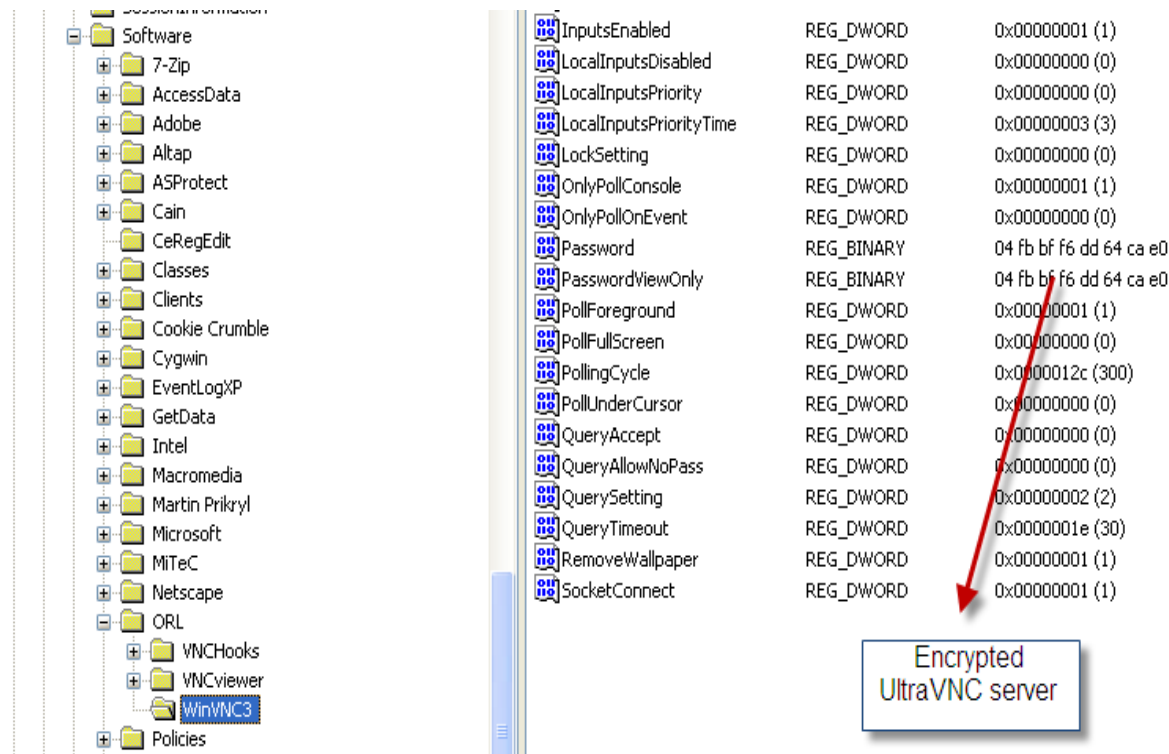 SessionInformation
Software
7-Zip
AccessData
Adobe
Altap
ASProtect
Cain
CeRegEdit
Classes
Clients
Cookie Crumble
Cygwin
EventLogXP
GetData
Intel
Macromedia
Martin Prikryl
Microsoft
MiTeC
Netscape
ORL
VNCHooks
VNCviewer
WinVNC3
Policies
InputsEnabled REG_DWORD 0x00000001 (1)
LocalInputsDisabled REG_DWORD 0x00000000 (0)
LocalInputsPriority REG_DWORD 0x00000000 (0)
LocalInputsPriorityTime REG_DWORD 0x00000003 (3)
LockSetting REG_DWORD 0x00000000 (0)
OnlyPollConsole REG_DWORD 0x00000001 (1)
OnlyPollOnEvent REG_DWORD 0x00000000 (0)
Password REG_BINARY 04 fb bf f6 dd 64 ca e0
PasswordViewOnly REG_BINARY 04 fb bf f6 dd 64 ca e0
PollForeground REG_DWORD 0x00000001 (1)
PollFullScreen REG_DWORD 0x00000000 (0)
PollingCycle REG_DWORD 0x0000012c (300)
PollUnderCursor REG_DWORD 0x00000000 (0)
QueryAccept REG_DWORD 0x00000000 (0)
QueryAllowNoPass REG_DWORD 0x00000000 (0)
QuerySetting REG_DWORD 0x00000002 (2)
QueryTimeout REG_DWORD 0x0000001e (30)
RemoveWallpaper REG_DWORD 0x00000001 (1)
SocketConnect REG_DWORD 0x00000001 (1)
Encrypted
UltraVNC server